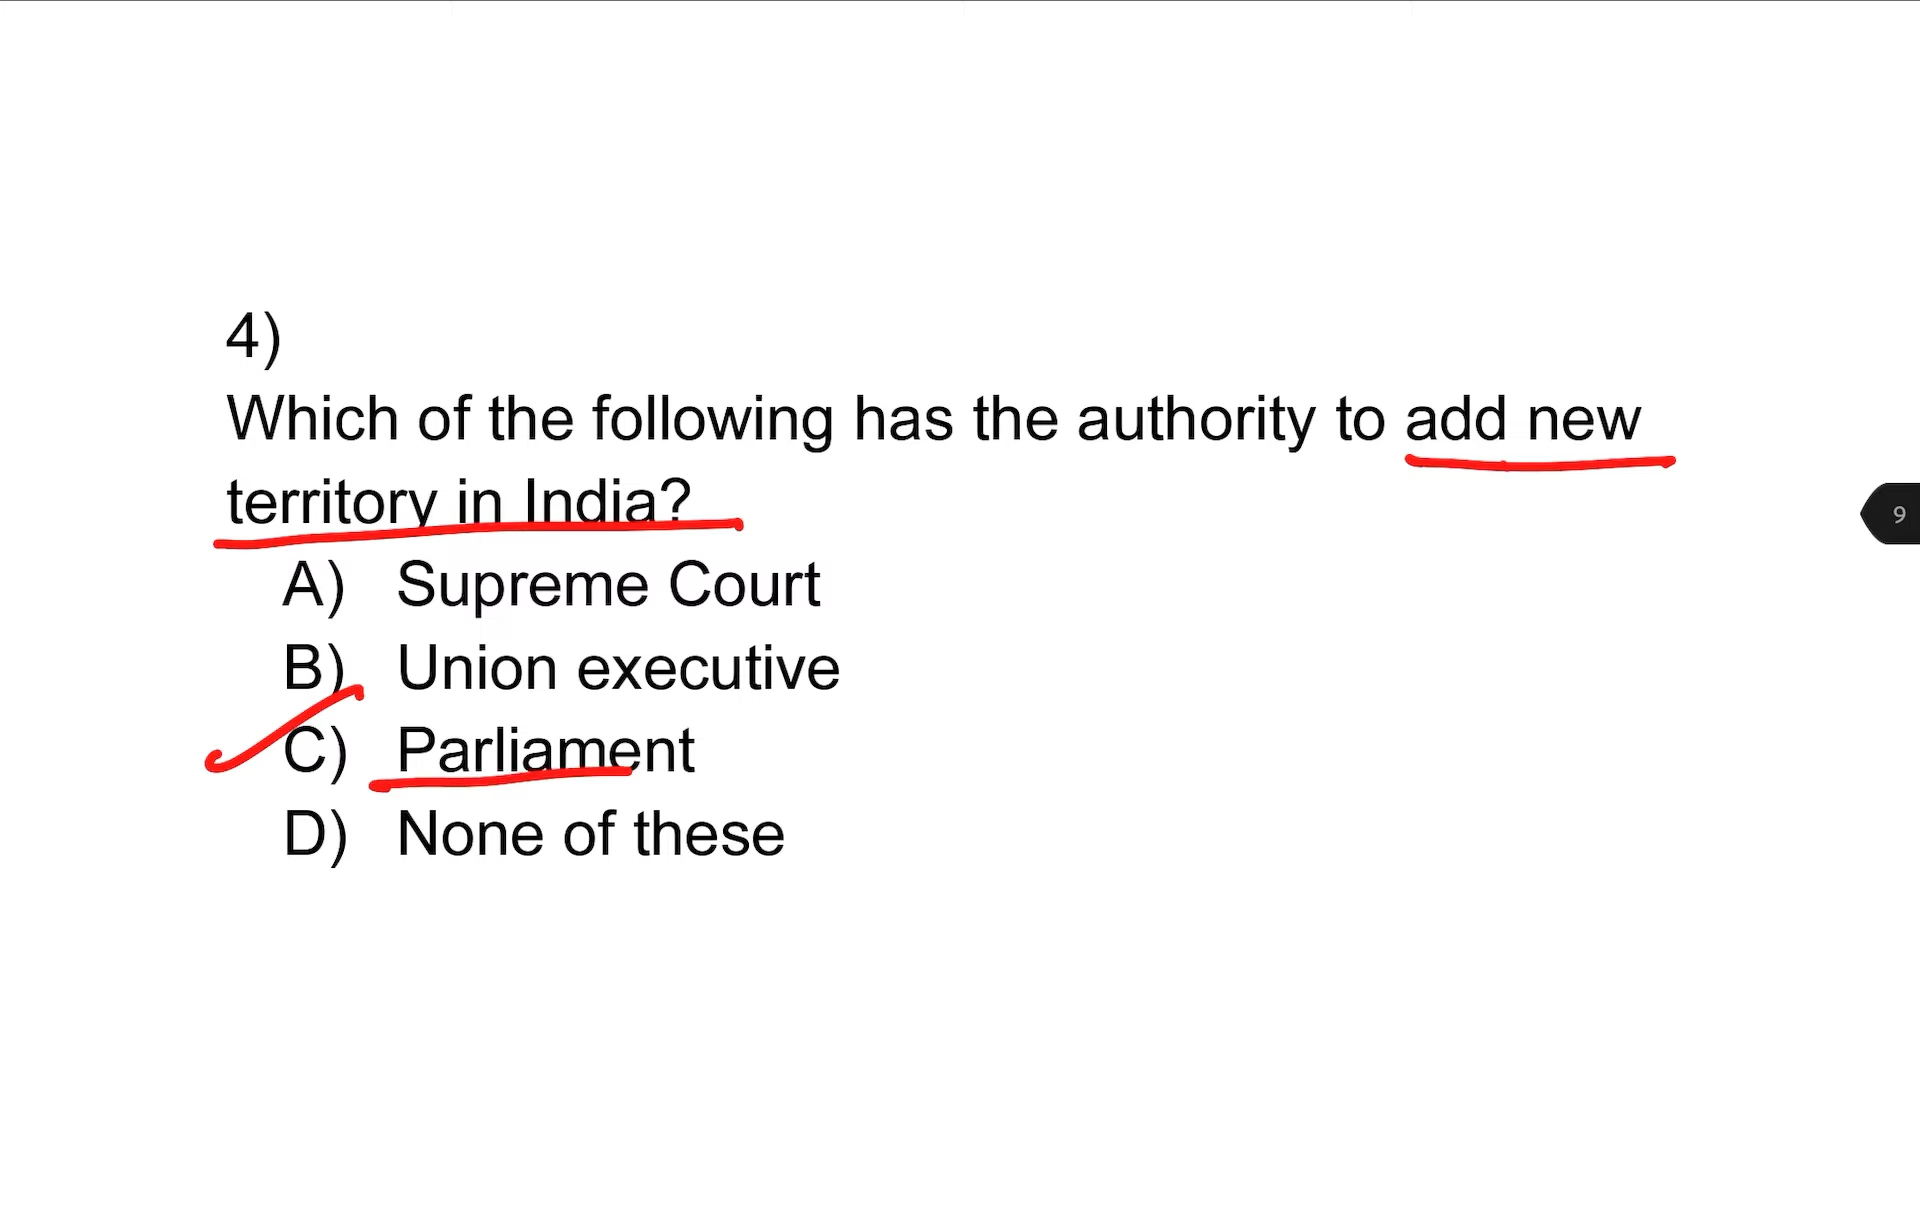 4)
Which of the following has the authority to add new
territory in India?
A) Supreme Court
B) Union executive
C) Parliament
D) None of these
9